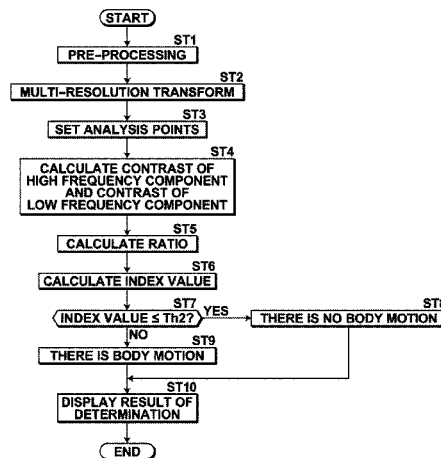 START
ST1
PRE-PROCESSING
ST2
MULTI-RESOLUTION TRANSFORM
ST3
SET ANALYSIS POINTS
ST4
CALCULATE CONTRAST OF
HIGH FREQUENCY COMPONENT
AND CONTRAST OF
LOW FREQUENCY COMPONENT
ST5
CALCULATE RATIO
ST6
CALCULATE INDEX VALUE
ST7
INDEX VALUE ≤ Th2?
YES
ST8
THERE IS NO BODY MOTION
NO
ST9
THERE IS BODY MOTION
ST10
DISPLAY RESULT OF
DETERMINATION
END